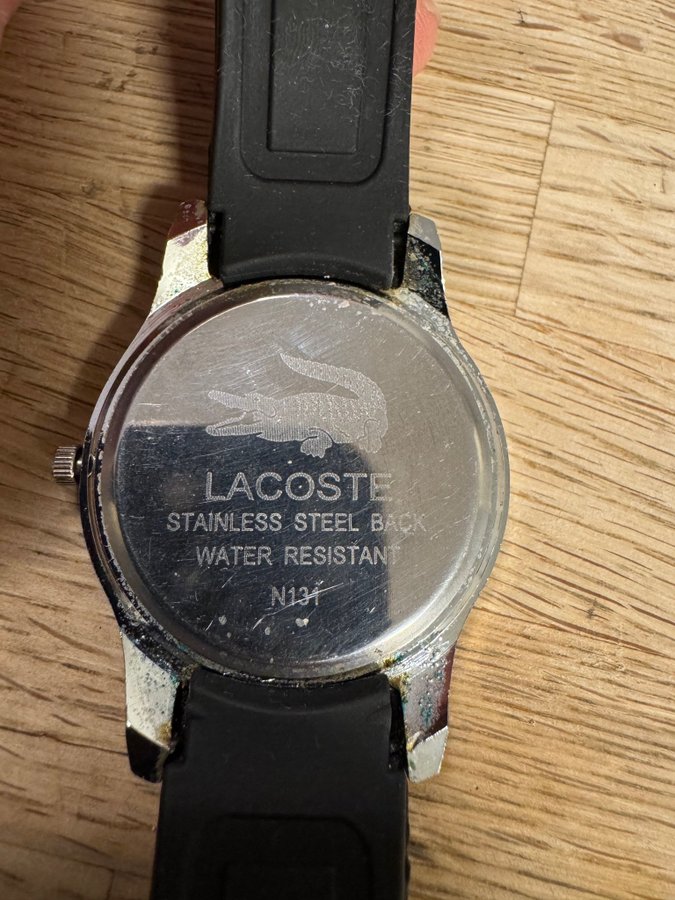 LACOSTE
STAINLESS STEEL BACK
WATER RESISTANT
N131